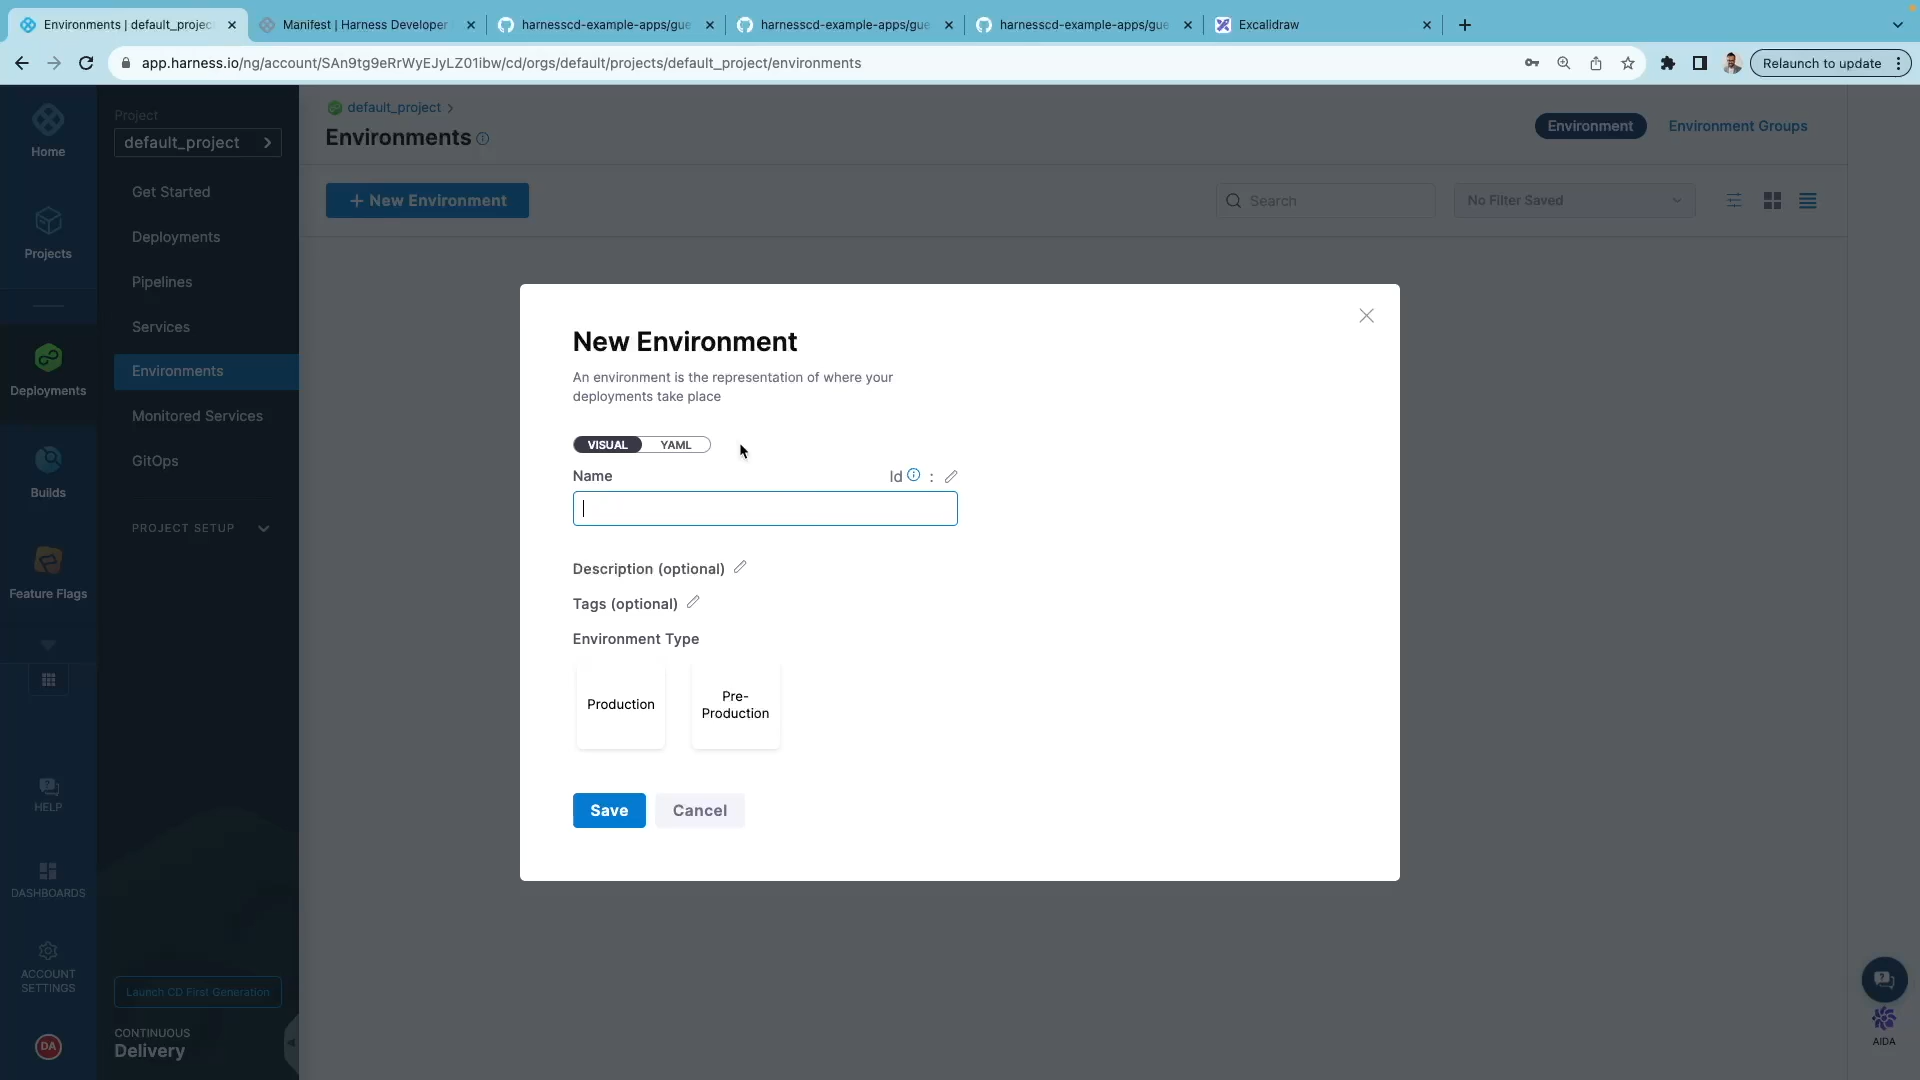 Environments | default_projec
Manifest | Harness Developer
harnesscd-example-apps/gue
harnesscd-example-apps/gue
harnesscd-example-apps/gue
Excalidraw
app.harness.io/ng/account/SAn9tg9eRrWyEJyLZ01ibw/cd/orgs/default/projects/default_project/environments
Relaunch to update
Home
Projects
Deployments
Builds
Feature Flags
HELP
DASHBOARDS
ACCOUNT
SETTINGS
DA
Project
default_project
Get Started
Deployments
Pipelines
Services
Environments
Monitored Services
GitOps
PROJECT SETUP
Launch CD First Generation
CONTINUOUS
Delivery
default_project
Environments
Environment
Environment Groups
+ New Environment
Search
No Filter Saved
New Environment
An environment is the representation of where your
deployments take place
VISUAL YAML
Name
Id :
Description (optional)
Tags (optional)
Environment Type
Production
Pre-
Production
Save
Cancel
AIDA